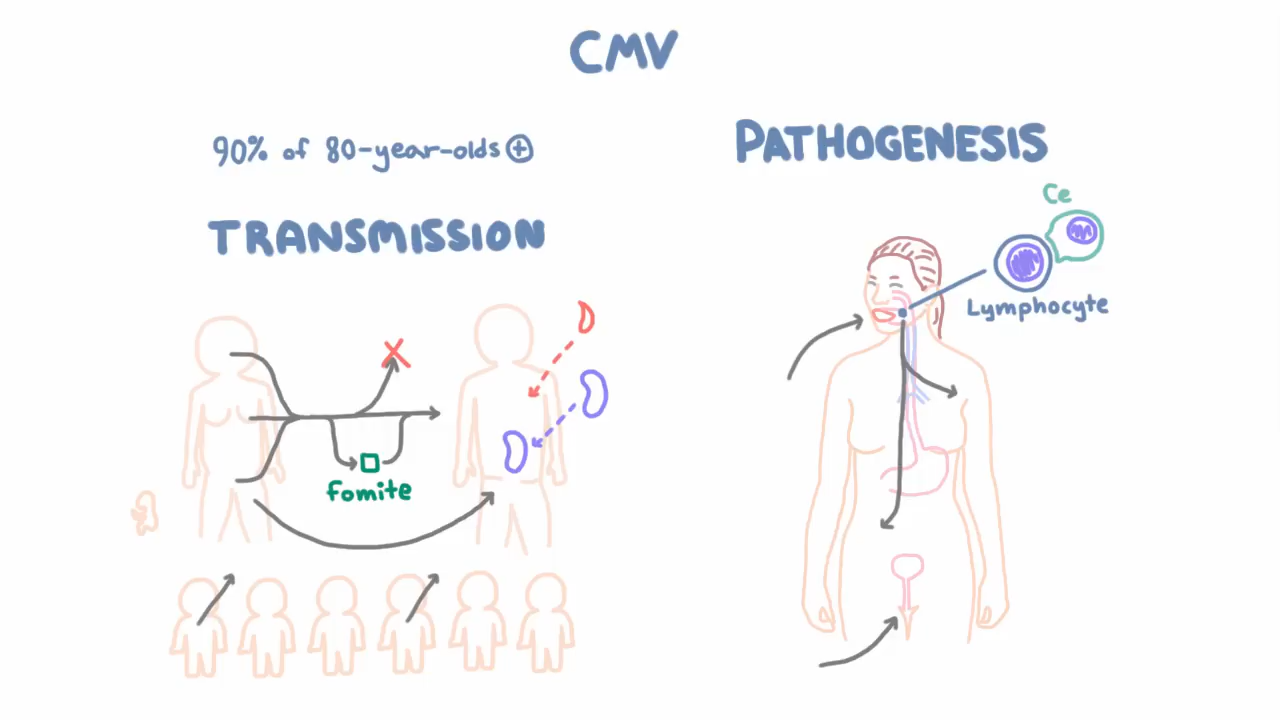 CMV
90% of 80-year-olds +
TRANSMISSION
fomite
PATHOGENESIS
Ce
Lymphocyte